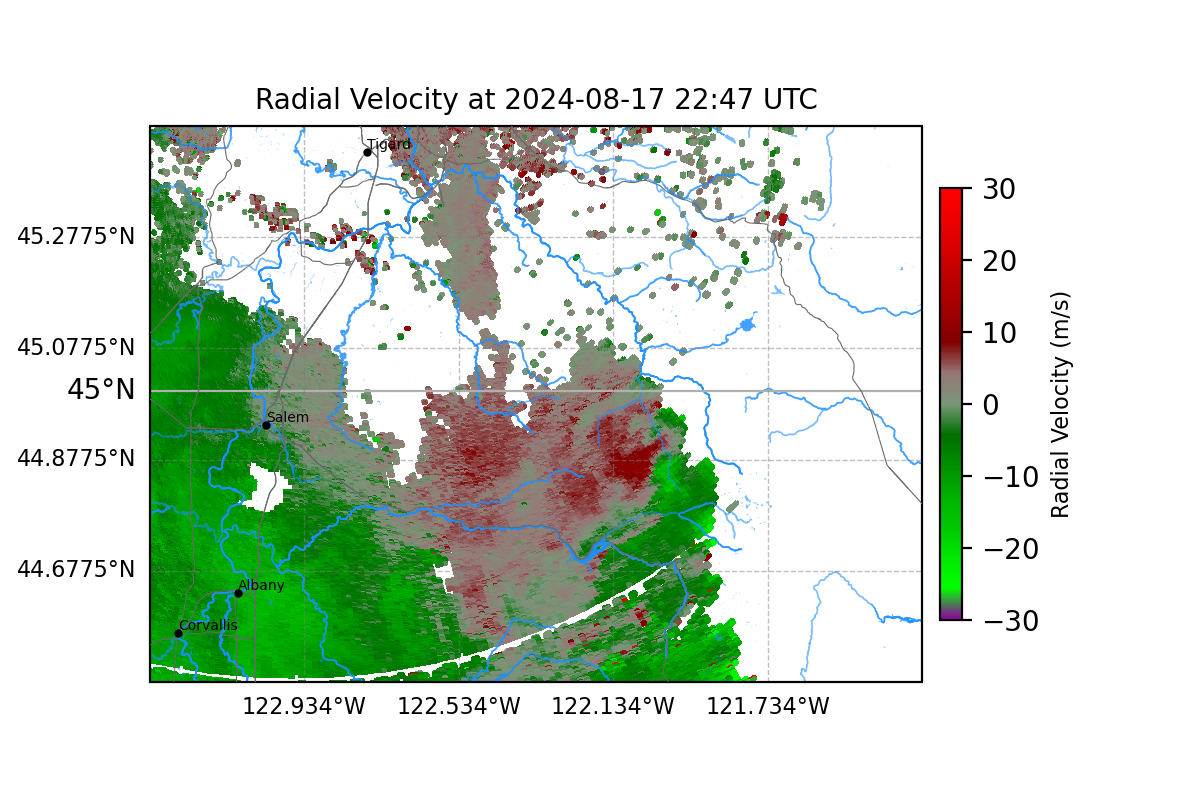 Radial Velocity at 2024-08-17 22:47 UTC
Tigard
45.2775°N
45.0775°N
45°N
Salem
44.8775°N
44.6775°N
Albany
Corvallis
122.934°W 122.534°W 122.134°W 121.734°W
30
20
10
0
−10
−20
−30
Radial Velocity (m/s)